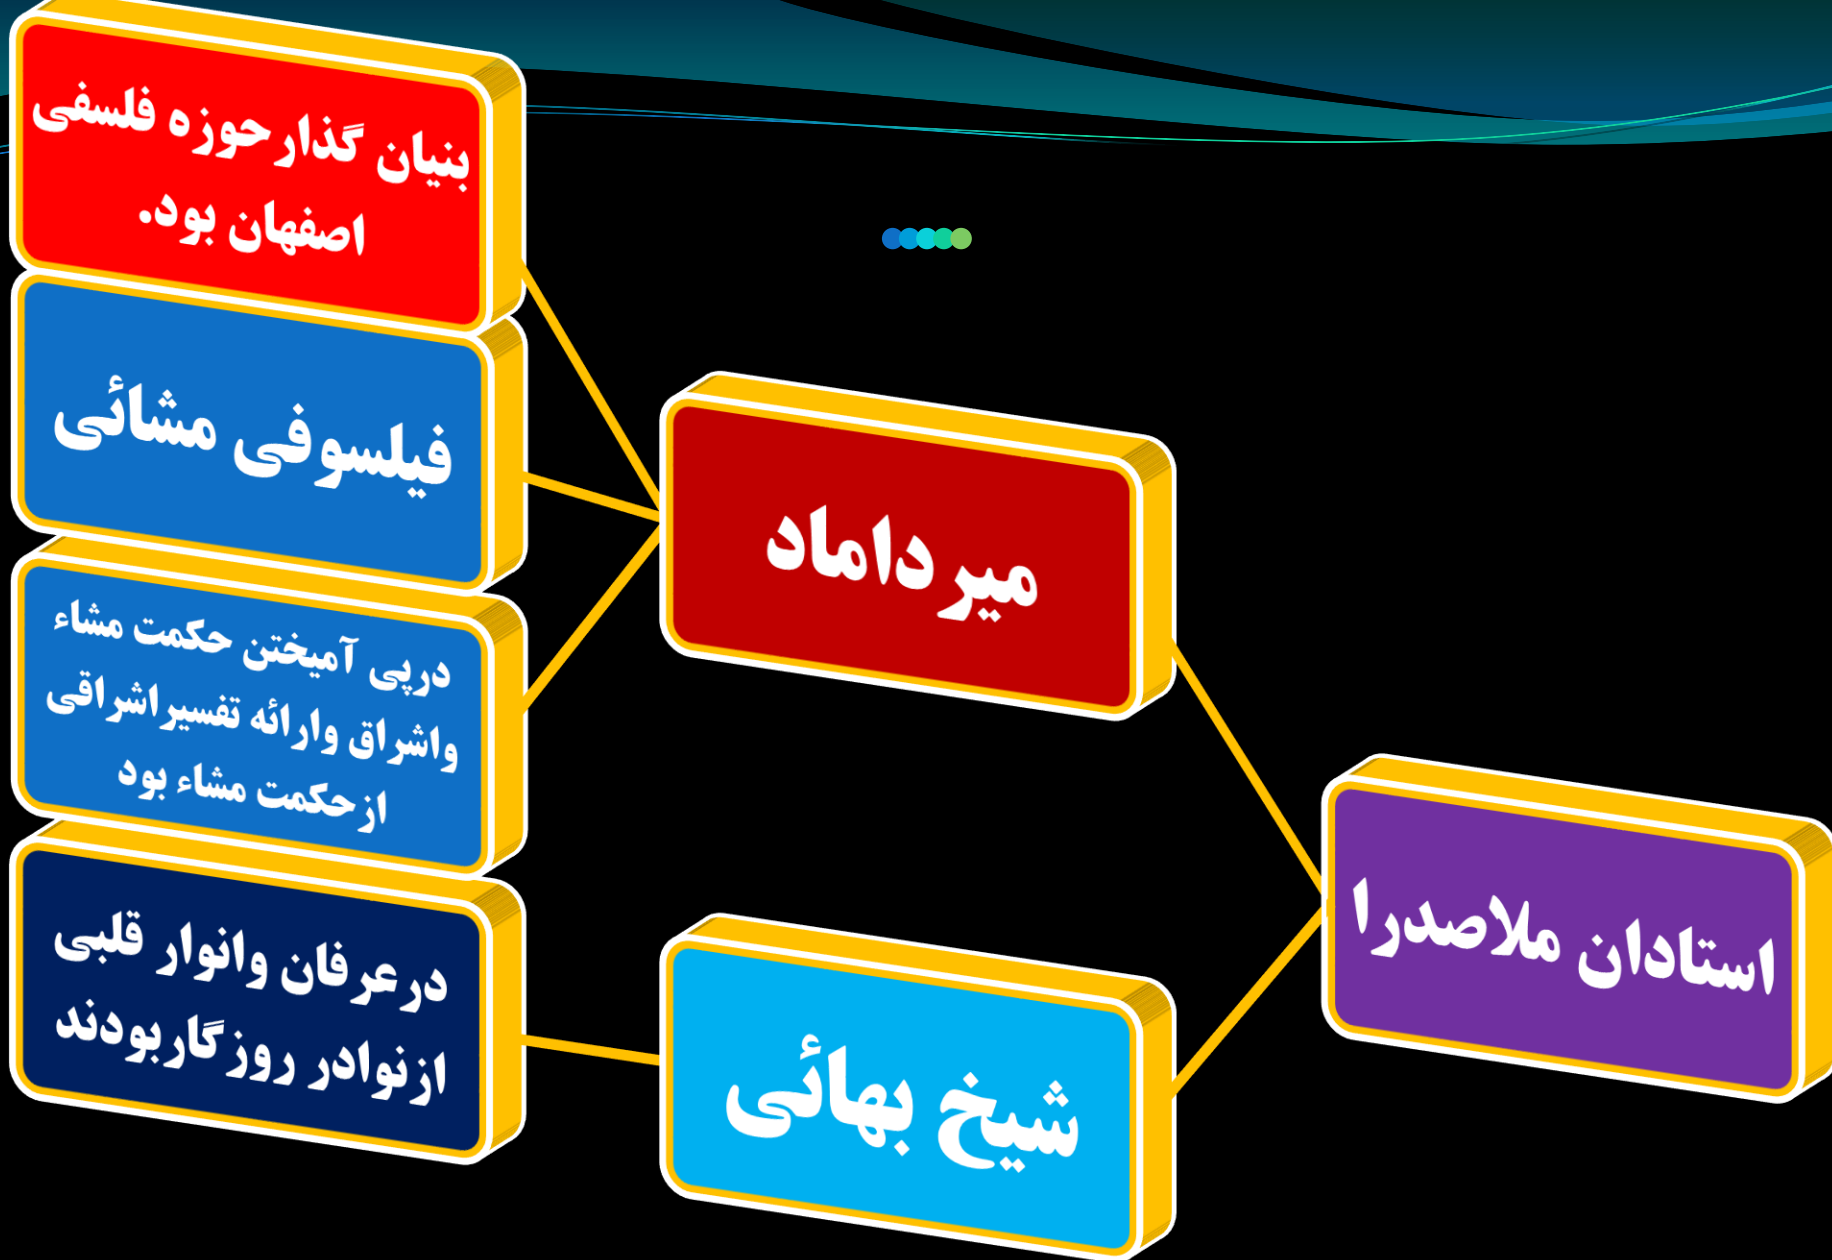 استادان ملاصدرا
میر داماد
بنیان گذار حوزه فلسفی
اصفهان بود.
فیلسوفی مشائی
درپی آمیختن حکمت مشاء
واشراق وارائه تفسیراشراقی
ازحکمت مشاء بود
شیخ بهائی
درعرفان وانوار قلبی
ازنوادر روزگاربودند